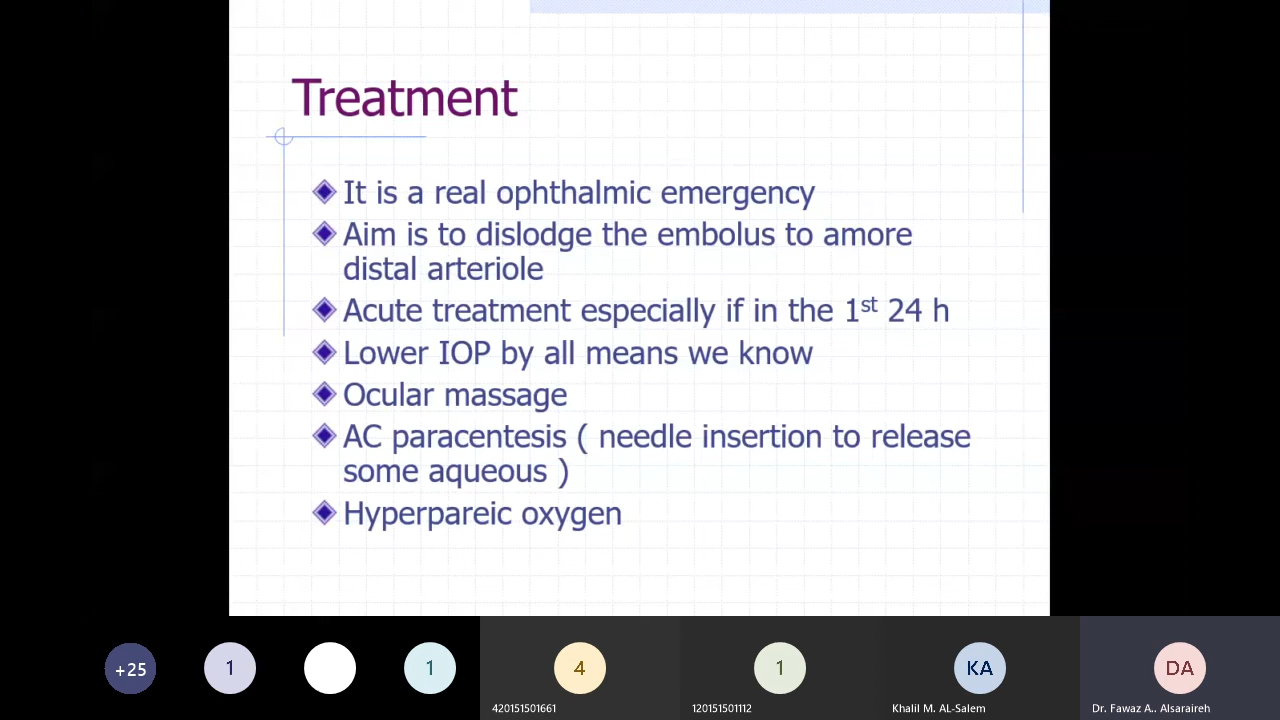 Treatment
It is a real ophthalmic emergency
Aim is to dislodge the embolus to amore
distal arteriole
Acute treatment especially if in the 1st 24 h
Lower IOP by all means we know
Ocular massage
AC paracentesis ( needle insertion to release
some aqueous )
Hyperpareic oxygen
+25
1
1
4
1
KA
DA
420151501661
120151501112
Khalil M. AL-Salem
Dr. Fawaz A.. Alsaraireh